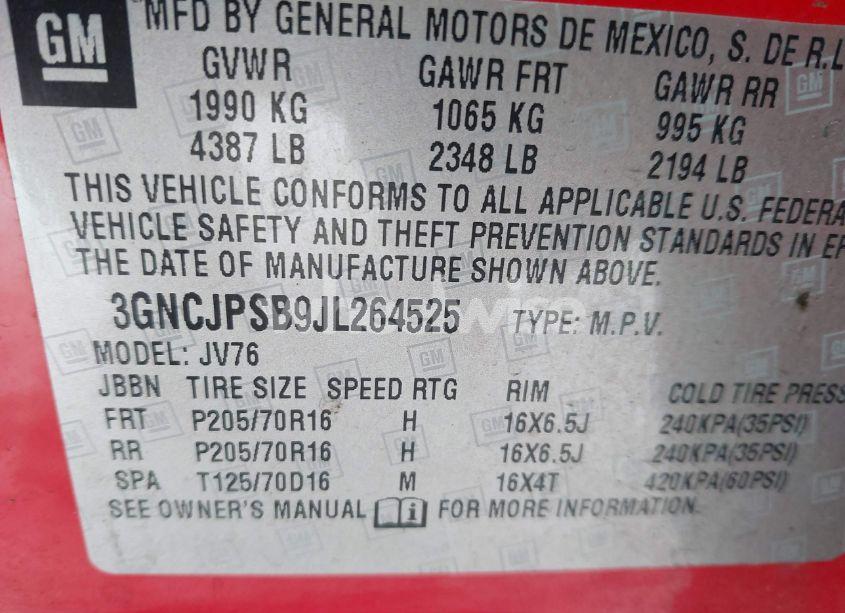 GM
MFD BY GENERAL MOTORS DE MEXICO, S. DE R.L
GVWR GAWR FRT GAWR RR
1990 KG 1065 KG 995 KG
4387 LB 2348 LB 2194 LB
THIS VEHICLE CONFORMS TO ALL APPLICABLE U.S. FEDERA
VEHICLE SAFETY AND THEFT PREVENTION STANDARDS IN EF
THE DATE OF MANUFACTURE SHOWN ABOVE.
3GNCJPSB9JL264525 TYPE: M.P.V.
MODEL: JV76
JBBN TIRE SIZE SPEED RTG RIM COLD TIRE PRESS
FRT P205/70R16 H 16X6.5J 240KPA(35PSI)
RR P205/70R16 H 16X6.5J 240KPA(35PSI)
SPA T125/70D16 M 16X4T 420KPA(60PSI)
SEE OWNER'S MANUAL i FOR MORE INFORMATION.